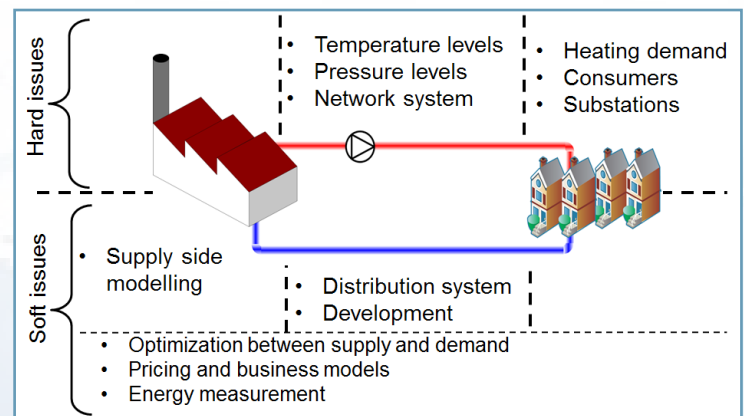 Hard issues
• Temperature levels
• Pressure levels
• Network system
• Heating demand
• Consumers
• Substations
Soft issues
• Supply side
modelling
• Distribution system
• Development
• Optimization between supply and demand
• Pricing and business models
• Energy measurement